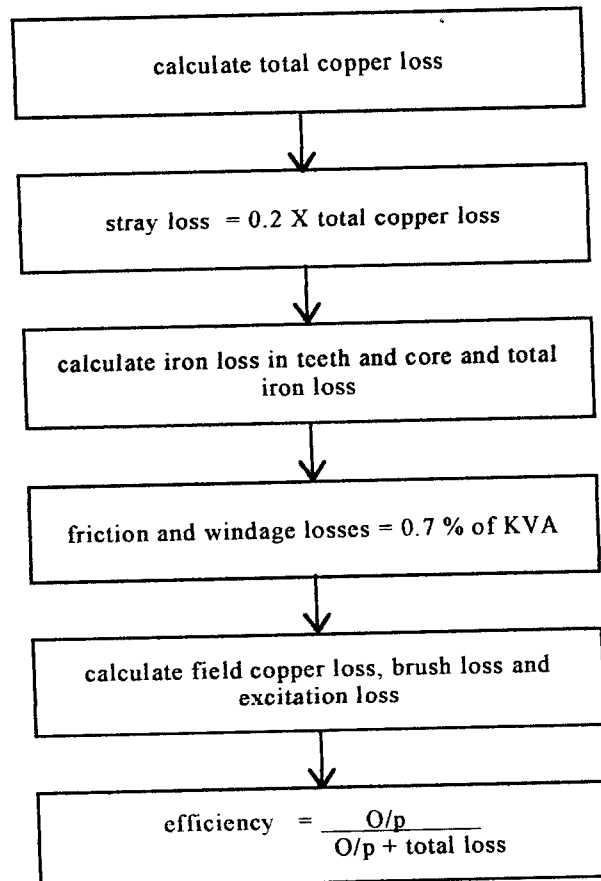 calculate total copper loss
stray loss = 0.2 X total copper loss
calculate iron loss in teeth and core and total
iron loss
friction and windage losses = 0.7 % of KVA
calculate field copper loss, brush loss and
excitation loss
efficiency = O/p
O/p + total loss